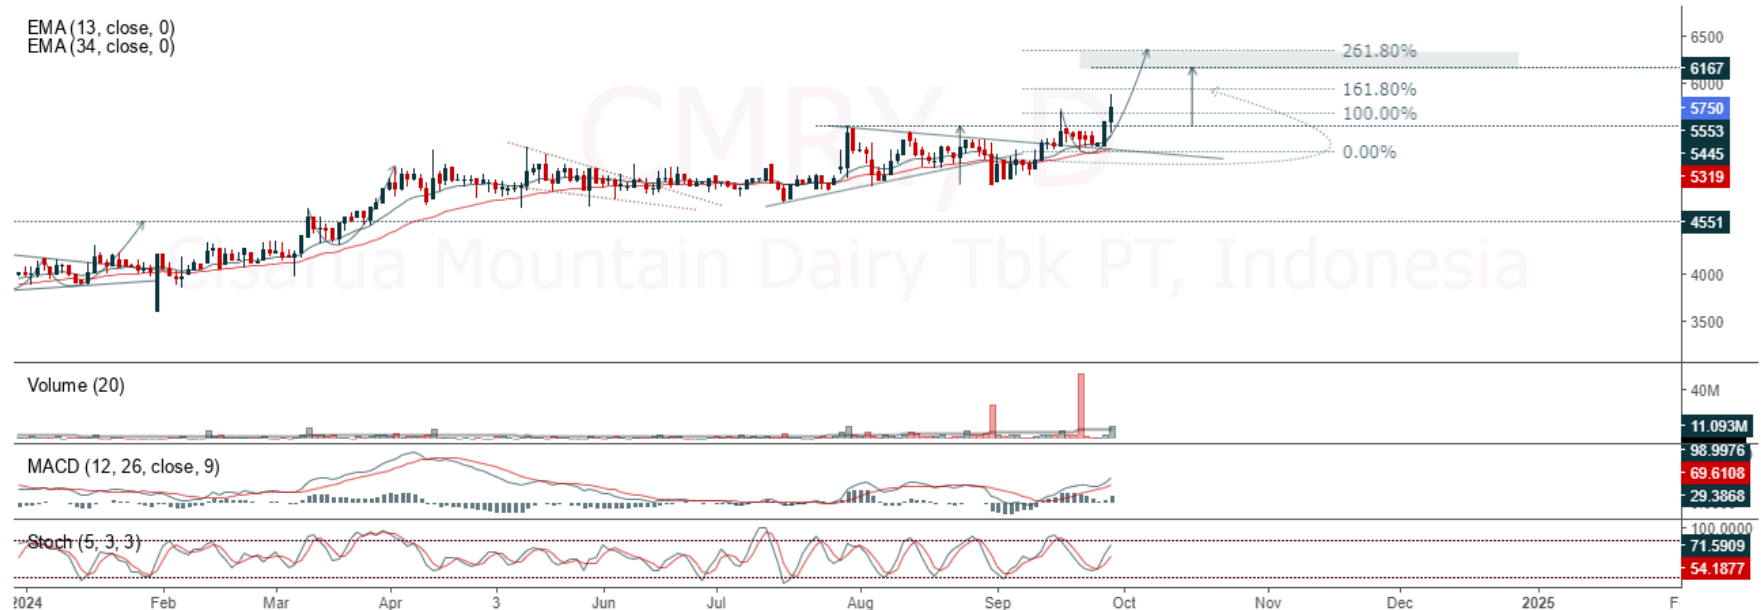 EMA (13, close, 0)
EMA (34, close, 0)
CMRY, D
Cisarua Mountain Dairy Tbk PT, Indonesia
261.80%
161.80%
100.00%
0.00%
6500
6167
6000
5750
5553
5445
5319
4551
4000
3500
Volume (20)
40M
11.093M
MACD (12, 26, close, 9)
98.9976
69.6108
29.3868
Stoch (5, 3, 3)
100.0000
71.5909
54.1877
2024 Feb Mar Apr 3 Jun Jul Aug Sep Oct Nov Dec 2025 F